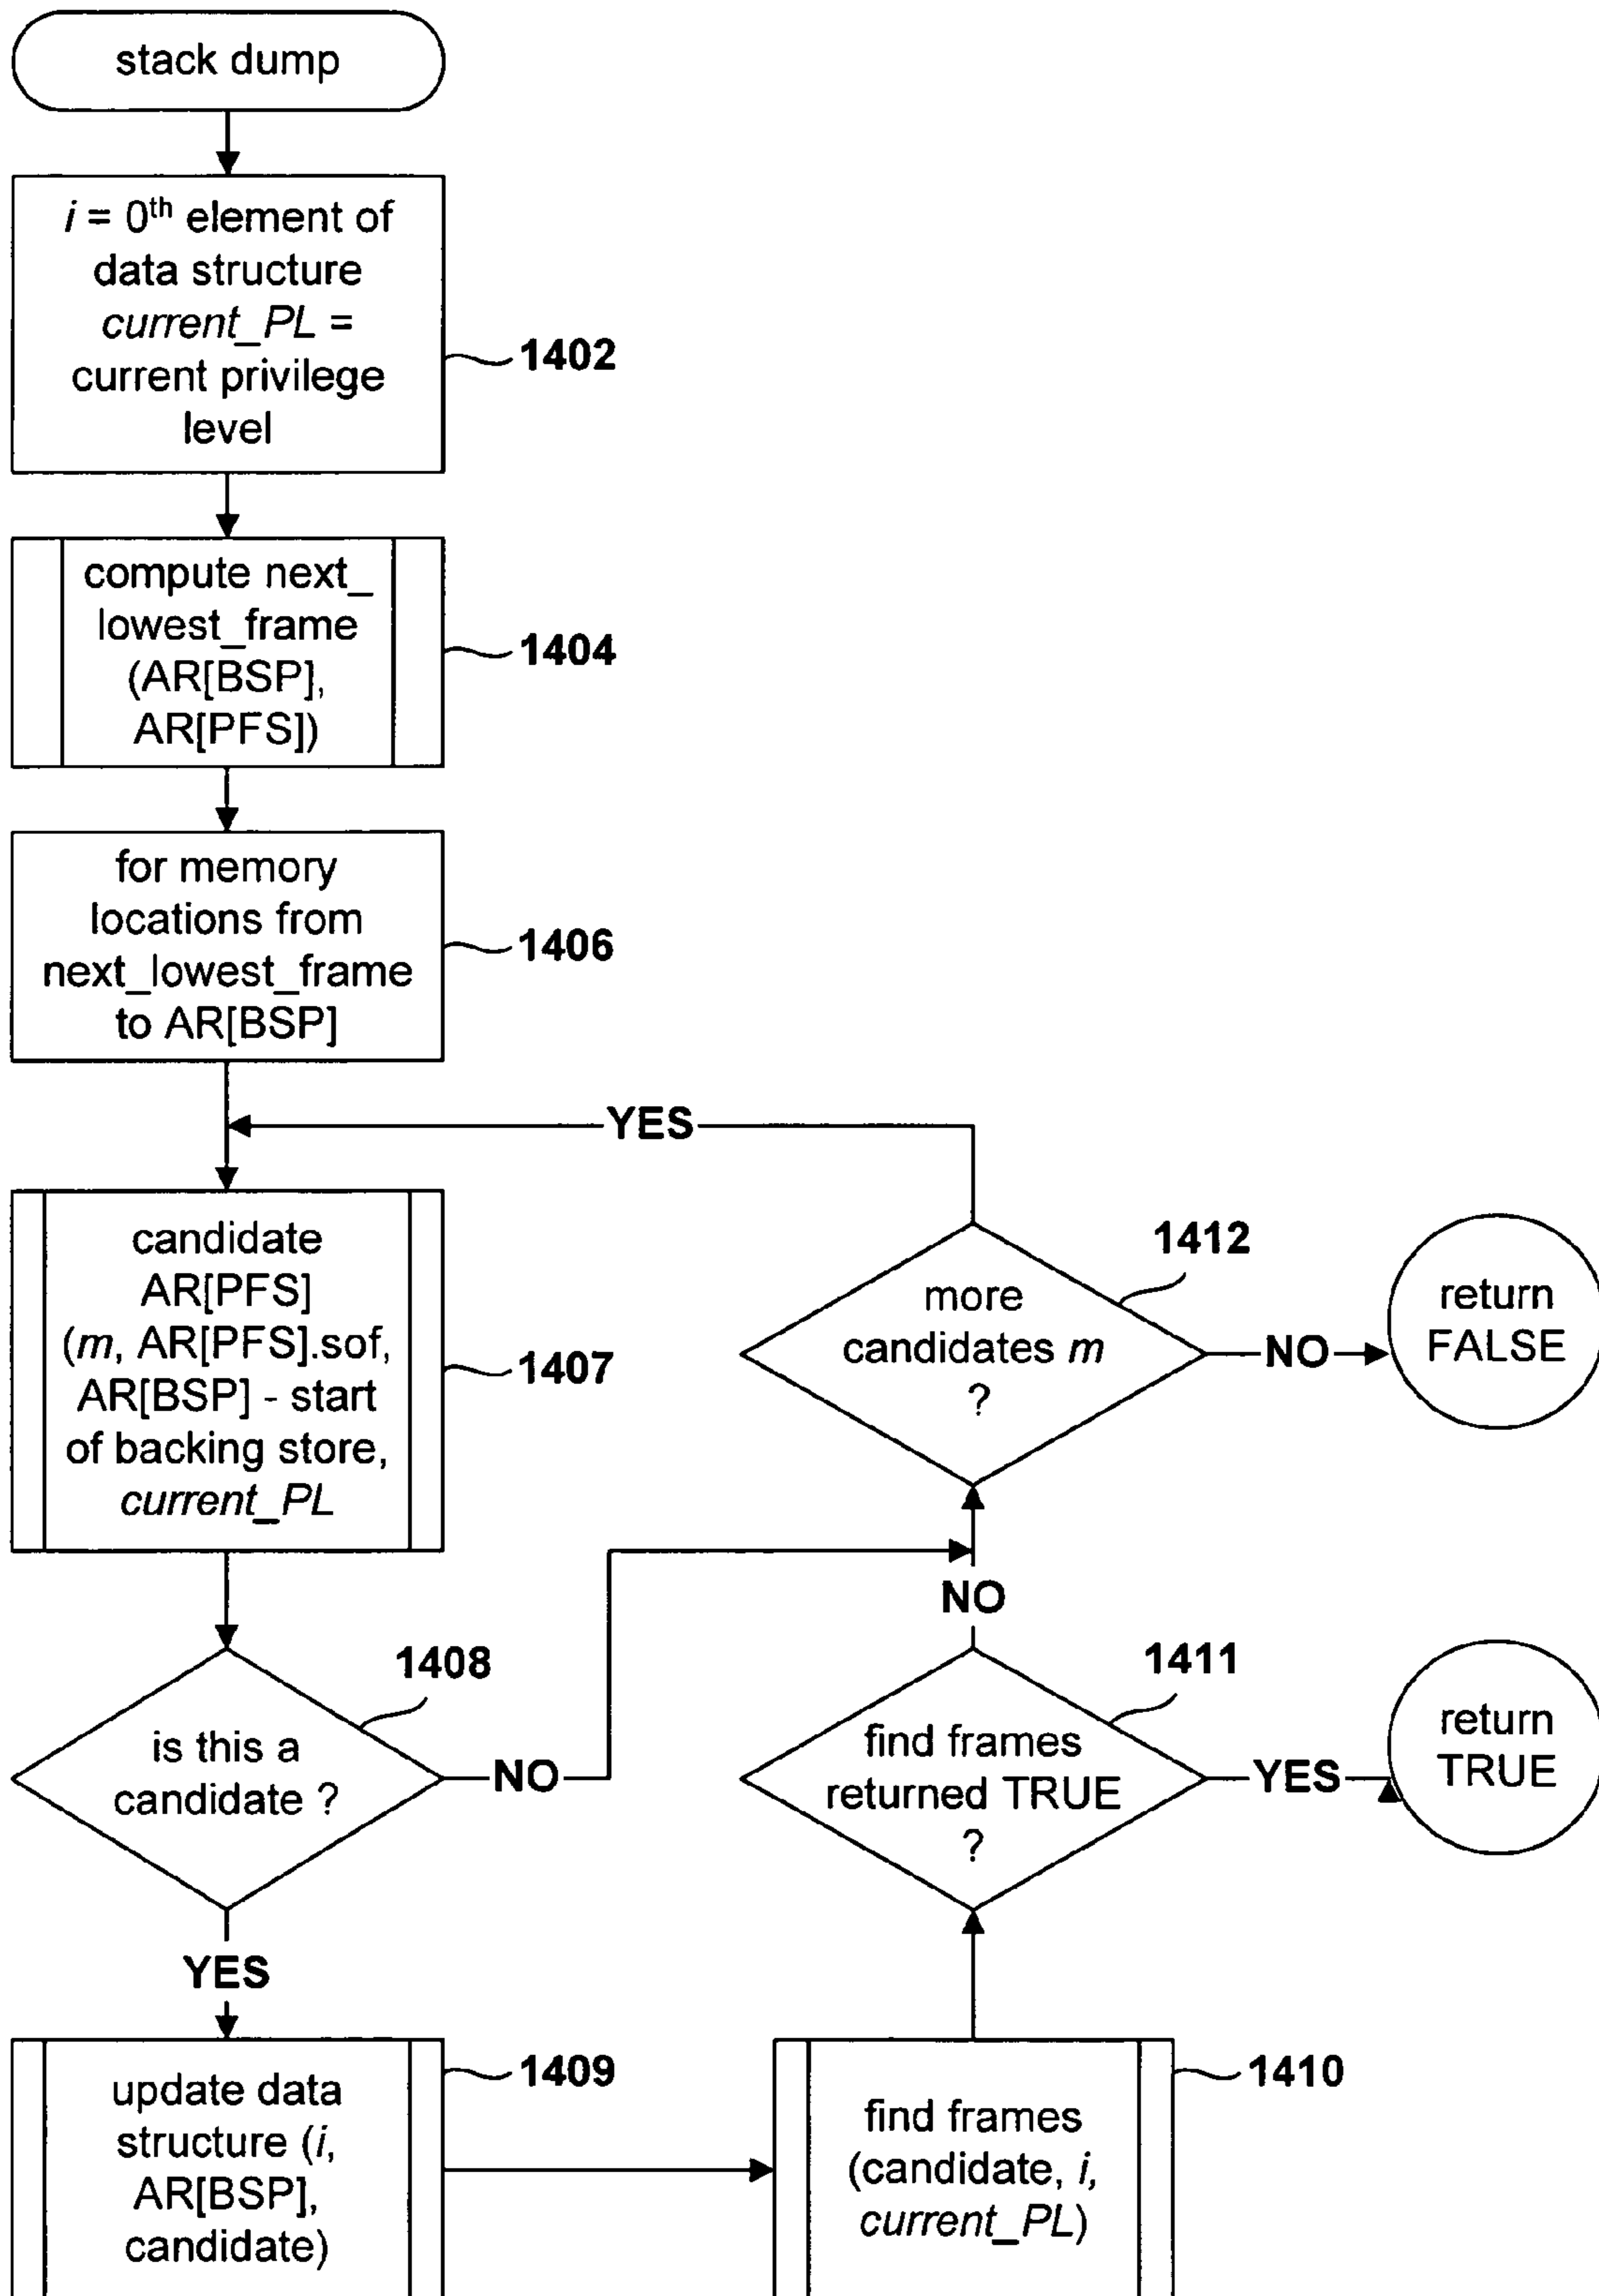 stack dump
i = 0th element of
data structure
current_PL =
current privilege
level
1402
compute next_
lowest_frame
(AR[BSP],
AR[PFS])
1404
for memory
locations from
next_lowest_frame
to AR[BSP]
1406
YES
candidate
AR[PFS]
(m, AR[PFS].sof,
AR[BSP] - start
of backing store,
current_PL
1407
1412
more
candidates m
?
NO
return
FALSE
1408
is this a
candidate ?
NO
NO
1411
find frames
returned TRUE
?
YES
return
TRUE
YES
update data
structure (i,
AR[BSP],
candidate)
1409
find frames
(candidate, i,
current_PL)
1410